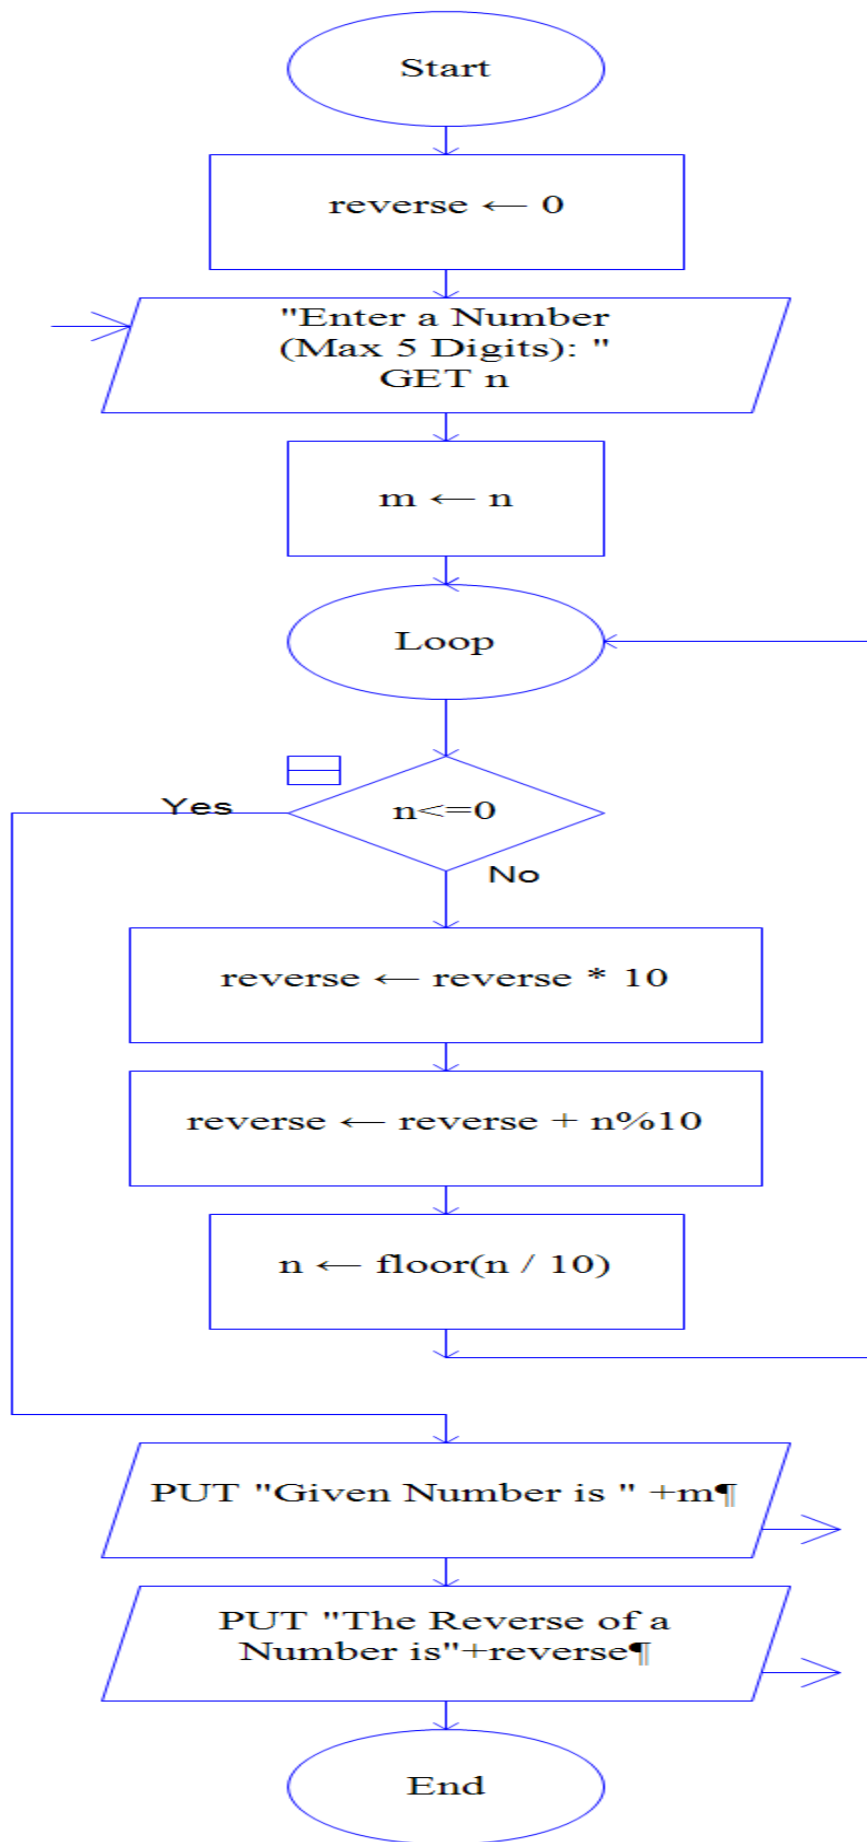 Start
reverse ← 0
"Enter a Number
(Max 5 Digits): "
GET n
m ← n
Loop
Yes
n<=0
No
reverse ← reverse * 10
reverse ← reverse + n%10
n ← floor(n / 10)
PUT "Given Number is " +m¶
PUT "The Reverse of a
Number is"+reverse¶
End